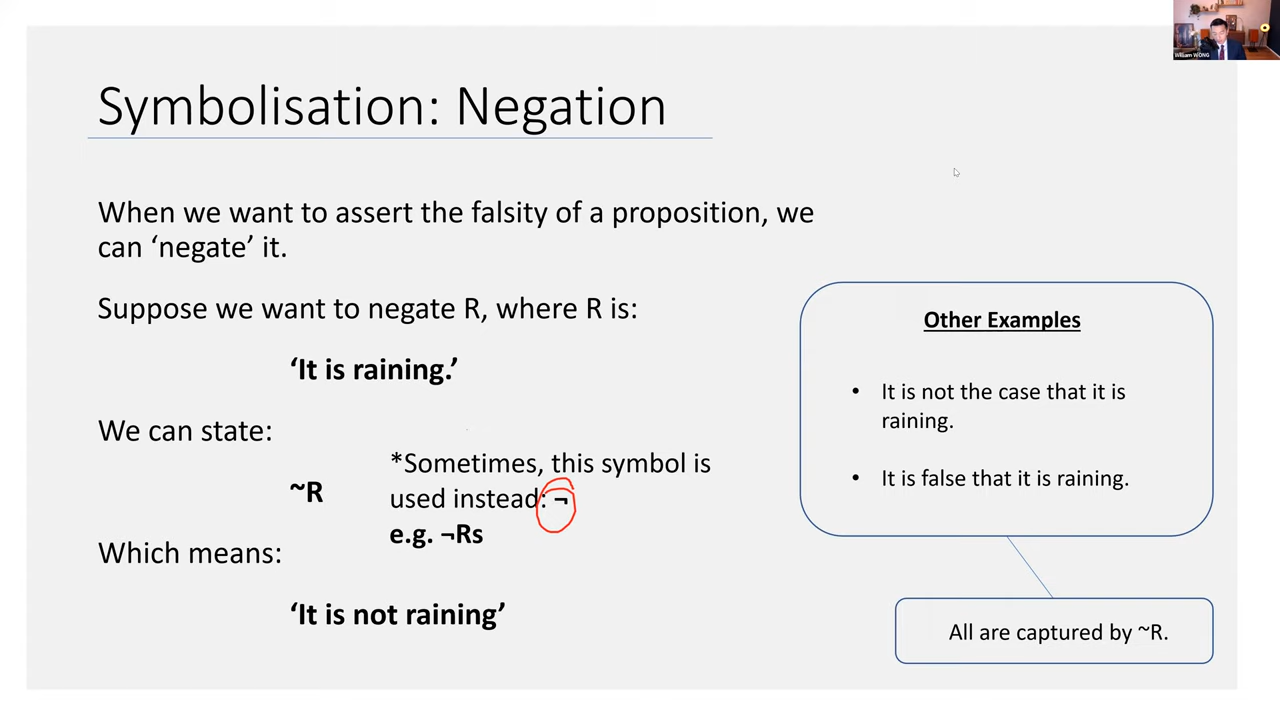 William WONG
Symbolisation: Negation
When we want to assert the falsity of a proposition, we
can ‘negate’ it.
Suppose we want to negate R, where R is:
‘It is raining.’
We can state:
~R
*Sometimes, this symbol is
used instead: ¬
e.g. ¬Rs
Which means:
‘It is not raining’
Other Examples
• It is not the case that it is
raining.
• It is false that it is raining.
All are captured by ~R.